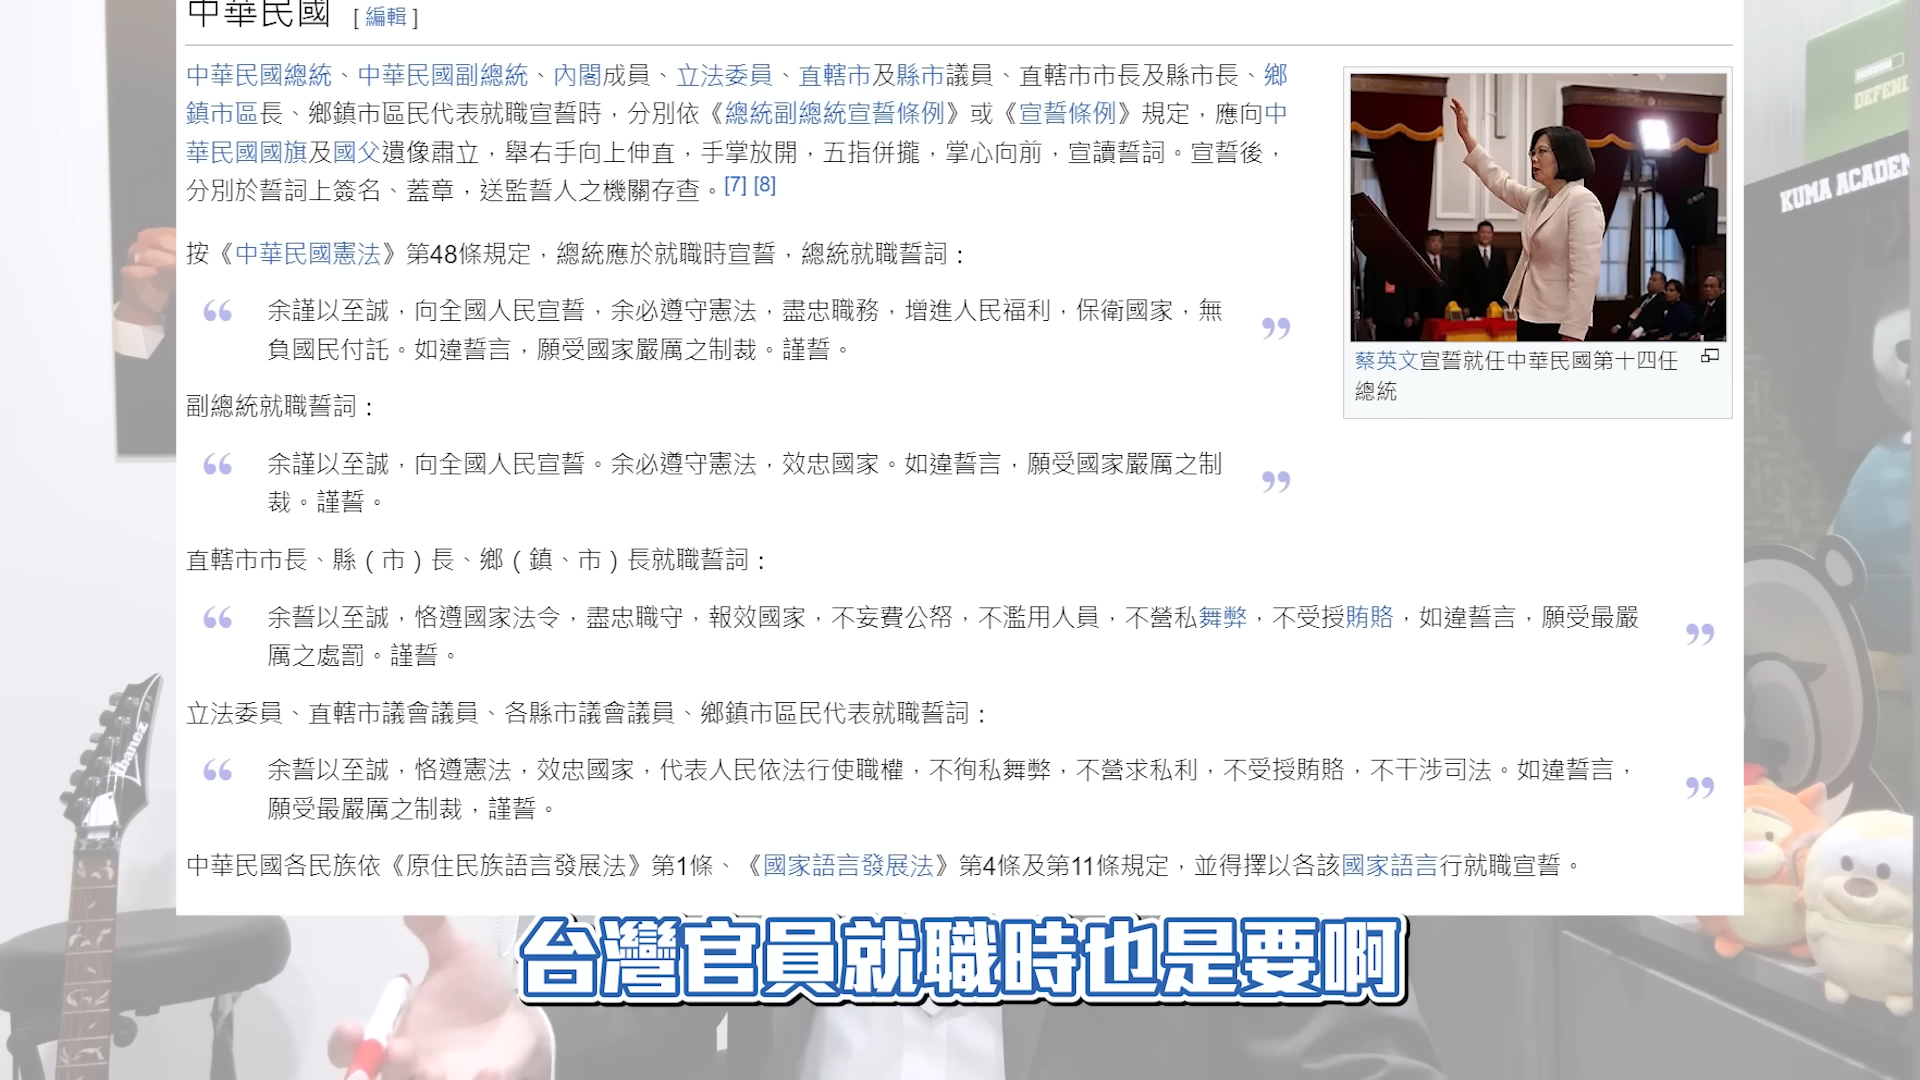 中華民國 [編輯]
中華民國總統、中華民國副總統、內閣成員、立法委員、直轄市及縣市議員、直轄市市長及縣市長、鄉
鎮市區長、鄉鎮市區民代表就職宣誓時，分別依《總統副總統宣誓條例》或《宣誓條例》規定，應向中
華民國國旗及國父遺像肅立，舉右手向上伸直，手掌放開，五指併攏，掌心向前，宣讀誓詞。宣誓後，
分別於誓詞上簽名、蓋章，送監誓人之機關存查。[7] [8]
蔡英文宣誓就任中華民國第十四任
總統
按《中華民國憲法》第48條規定，總統應於就職時宣誓，總統就職誓詞：
“ 余謹以至誠，向全國人民宣誓，余必遵守憲法，盡忠職務，增進人民福利，保衛國家，無
負國民付託。如違誓言，願受國家嚴厲之制裁。謹誓。 ”
副總統就職誓詞：
“ 余謹以至誠，向全國人民宣誓。余必遵守憲法，效忠國家。如違誓言，願受國家嚴厲之制
裁。謹誓。 ”
直轄市市長、縣（市）長、鄉（鎮、市）長就職誓詞：
“ 余誓以至誠，恪遵國家法令，盡忠職守，報效國家，不妄費公帑，不濫用人員，不營私舞弊，不受授賄賂，如違誓言，願受最嚴
厲之處罰。謹誓。 ”
立法委員、直轄市議會議員、各縣市議會議員、鄉鎮市區民代表就職誓詞：
“ 余誓以至誠，恪遵憲法，效忠國家，代表人民依法行使職權，不徇私舞弊，不營求私利，不受授賄賂，不干涉司法。如違誓言，
願受最嚴厲之制裁，謹誓。 ”
中華民國各民族依《原住民族語言發展法》第1條、《國家語言發展法》第4條及第11條規定，並得擇以各該國家語言行就職宣誓。
KUMA ACADEM
DEFEN
Ibanez
台灣官員就職時也是要啊